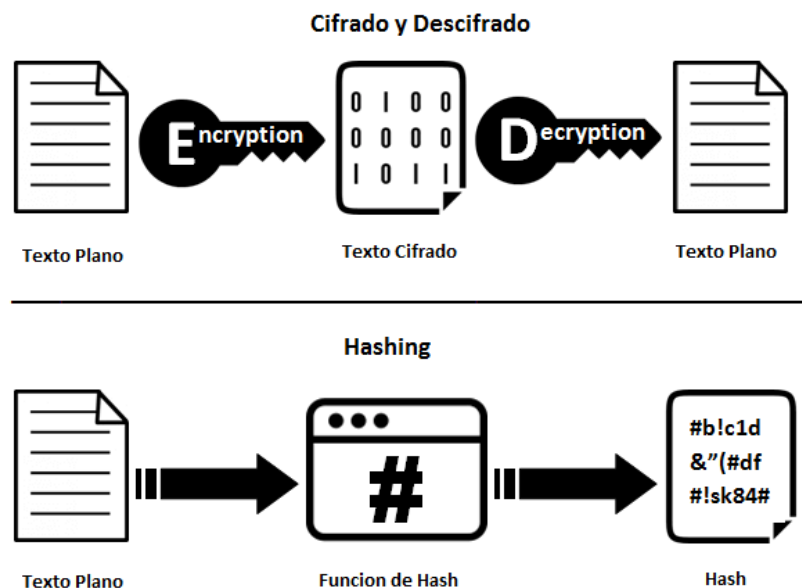 Cifrado y Descifrado
Encryption
0 1 0 0
0 0 0 0
1 0 1 1
Decryption
Texto Plano
Texto Cifrado
Texto Plano
Hashing
#
#b!c1d
&”(#df
#!sk84#
Texto Plano
Funcion de Hash
Hash